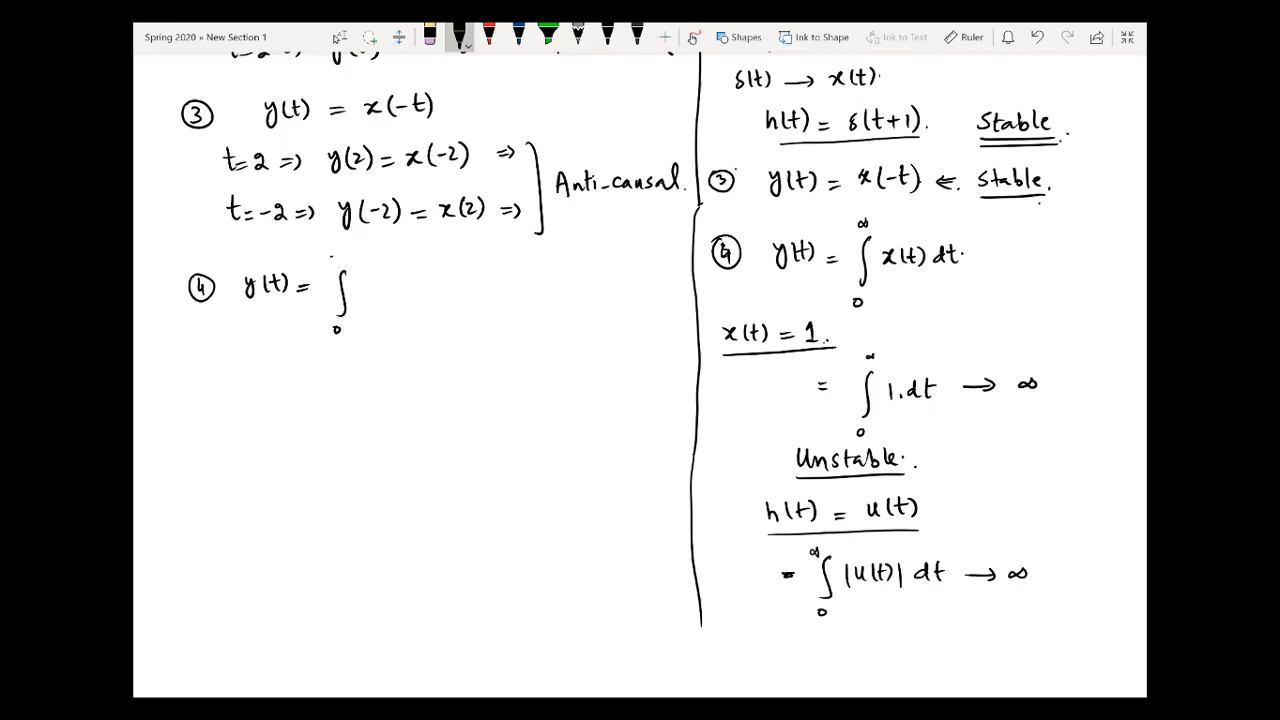 Spring 2020 » New Section 1
Shapes
Ink to Shape
Ink to Text
Ruler
③ y(t) = x(-t)
t=2 => y(2) = x(-2) =>
t=-2 => y(-2) = x(2) =>
Anti-causal.
④ y(t) = ∫ 0
δ(t) → x(t).
h(t) = δ(t+1). Stable.
③ y(t) = x(-t) <=. Stable.
④ y(t) = ∫ 0 ∞ x(t) dt.
x(t) = 1.
= ∫ 0 ∞ 1.dt → ∞
Unstable.
h(t) = u(t)
= ∫ 0 ∞ |u(t)| dt → ∞